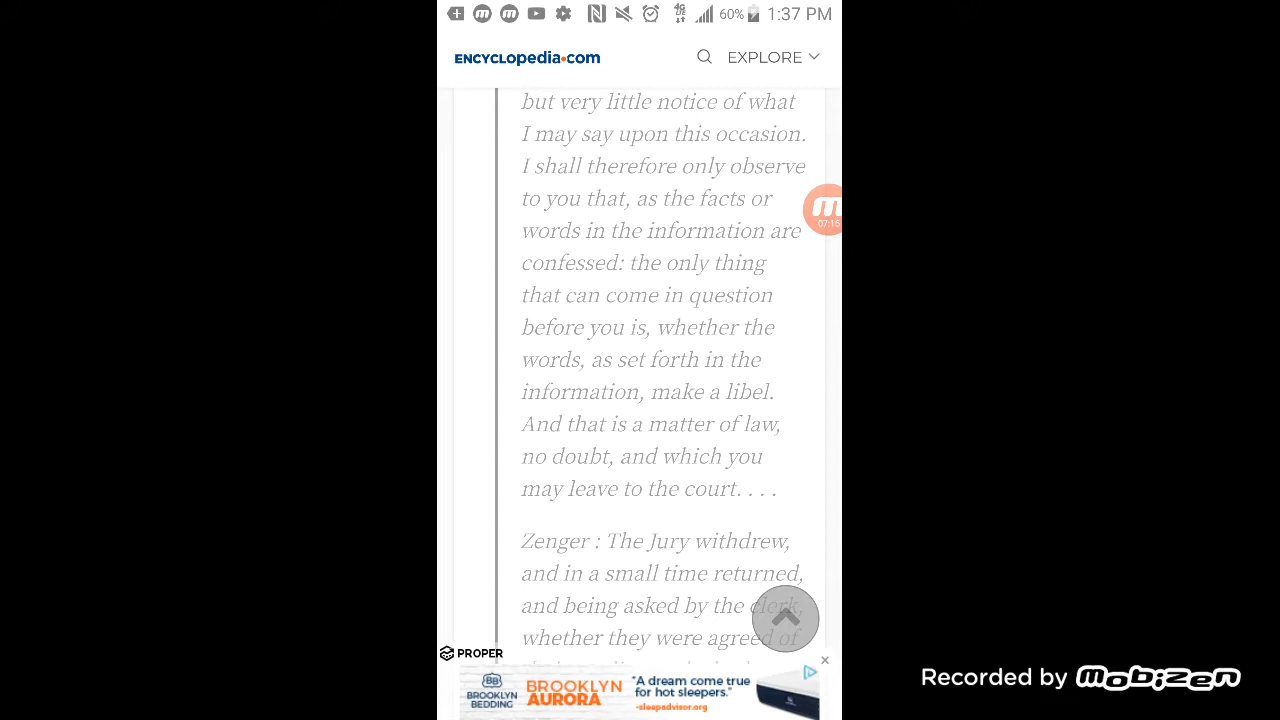 4G
60% 1:37 PM
ENCYCLOpedia.com
EXPLORE
but very little notice of what
I may say upon this occasion.
I shall therefore only observe
to you that, as the facts or
words in the information are
confessed: the only thing
that can come in question
before you is, whether the
words, as set forth in the
information, make a libel.
And that is a matter of law,
no doubt, and which you
may leave to the court. . . .
Zenger : The Jury withdrew,
and in a small time returned,
and being asked by the clerk,
whether they were agreed of
07:15
PROPER
BB
BROOKLYN
BEDDING
BROOKLYN
AURORA
"A dream come true
for hot sleepers."
-sleepadvisor.org
Recorded by mobizen